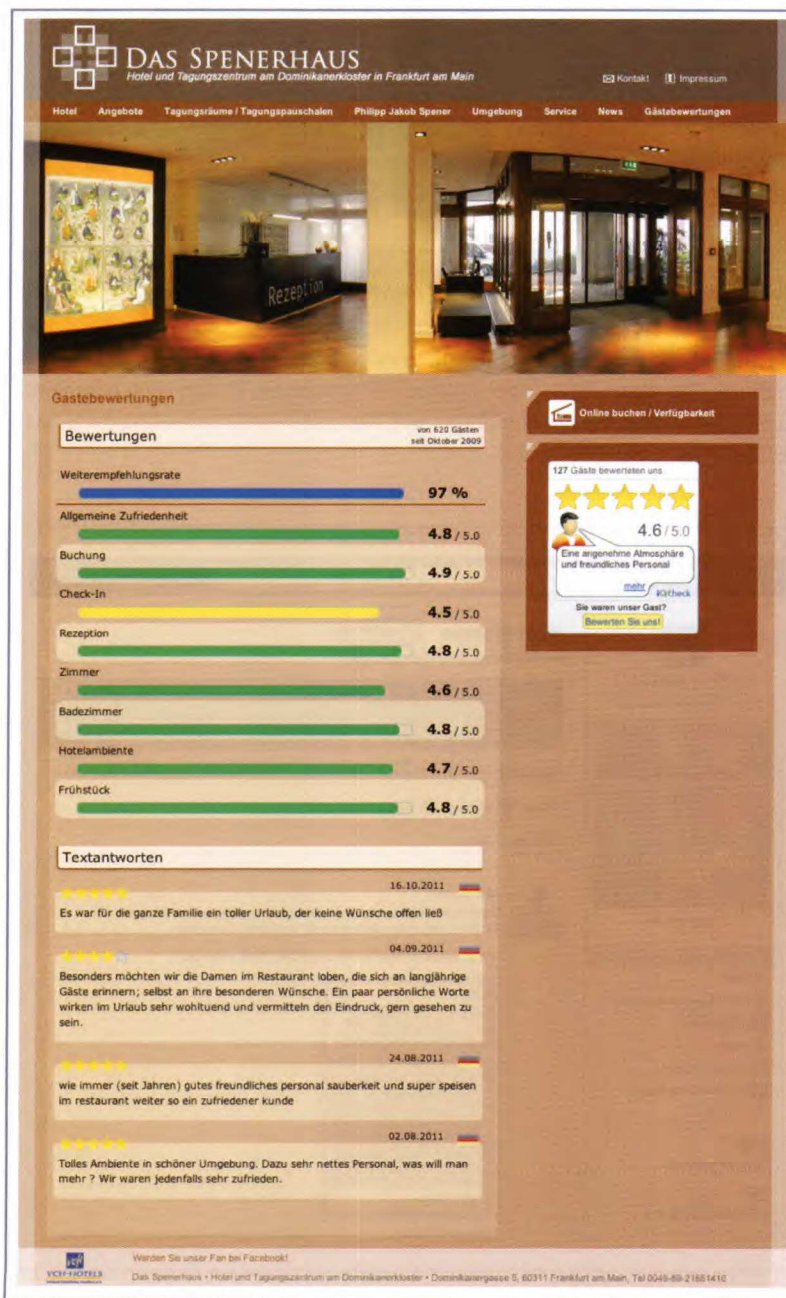 DAS SPENERHAUS
Hotel und Tagungszentrum am Dominikanerkloster in Frankfurt am Main
Kontakt Impressum
Hotel Angebote Tagungsräume / Tagungspauschalen Philipp Jakob Spener Umgebung Service News Gästebewertungen
Rezeption
Gästebewertungen
Bewertungen
von 620 Gästen
seit Oktober 2009
Weiterempfehlungsrate
97 %
Allgemeine Zufriedenheit
4.8 / 5.0
Buchung
4.9 / 5.0
Check-In
4.5 / 5.0
Rezeption
4.8 / 5.0
Zimmer
4.6 / 5.0
Badezimmer
4.8 / 5.0
Hotelambiente
4.7 / 5.0
Frühstück
4.8 / 5.0
Textantworten
16.10.2011
Es war für die ganze Familie ein toller Urlaub, der keine Wünsche offen ließ
04.09.2011
Besonders möchten wir die Damen im Restaurant loben, die sich an langjährige
Gäste erinnern; selbst an ihre besonderen Wünsche. Ein paar persönliche Worte
wirken im Urlaub sehr wohltuend und vermitteln den Eindruck, gern gesehen zu
sein.
24.08.2011
wie immer (seit Jahren) gutes freundliches personal sauberkeit und super speisen
im restaurant weiter so ein zufriedener kunde
02.08.2011
Tolles Ambiente in schöner Umgebung. Dazu sehr nettes Personal, was will man
mehr ? Wir waren jedenfalls sehr zufrieden.
Online buchen / Verfügbarkeit
127 Gäste bewerteten uns
4.6 / 5.0
Eine angenehme Atmosphäre
und freundliches Personal
mehr
Sie waren unser Gast?
Bewerten Sie uns!
vch
VCH-HOTELS
Werden Sie unser Fan bei Facebook!
Das Spenerhaus • Hotel und Tagungszentrum am Dominikanerkloster • Dominikanergasse 5, 60311 Frankfurt am Main, Tel 0049-69-21651410